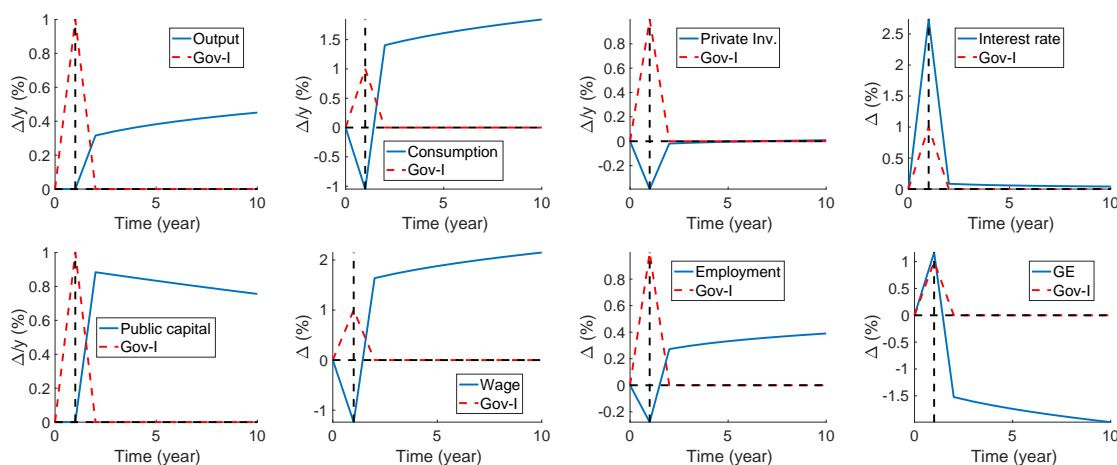 Δ/y (%)
1
0.8
0.6
0.4
0.2
0
0 5 10
Time (year)
Output
Gov-I
Δ/y (%)
1.5
1
0.5
0
-0.5
-1
0 5 10
Time (year)
Consumption
Gov-I
Δ/y (%)
0.8
0.6
0.4
0.2
0
-0.2
0 5 10
Time (year)
Private Inv.
Gov-I
Δ (%)
2.5
2
1.5
1
0.5
0
0 5 10
Time (year)
Interest rate
Gov-I
Δ/y (%)
1
0.8
0.6
0.4
0.2
0
0 5 10
Time (year)
Public capital
Gov-I
Δ (%)
2
1
0
-1
0 5 10
Time (year)
Wage
Gov-I
Δ (%)
0.8
0.6
0.4
0.2
0
-0.2
0 5 10
Time (year)
Employment
Gov-I
Δ (%)
1
0.5
0
-0.5
-1
-1.5
0 5 10
Time (year)
GE
Gov-I